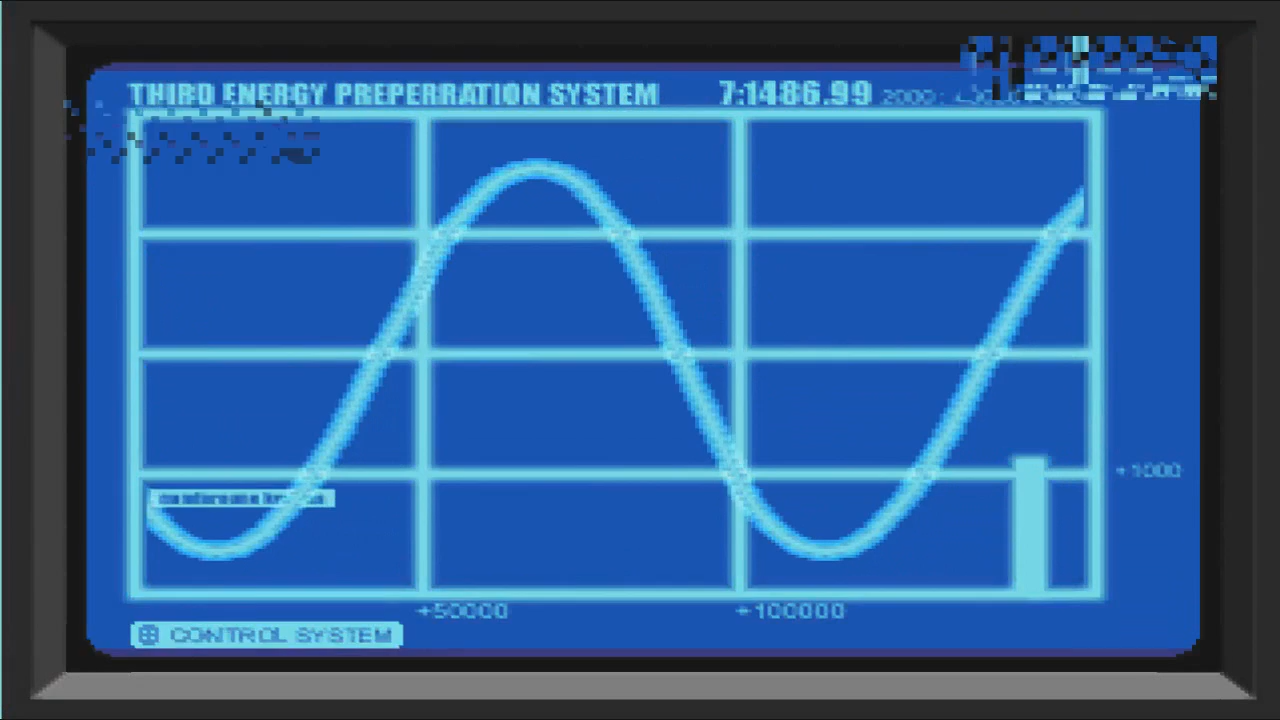 THIRD ENERGY PREPERRATION SYSTEM 7:1486.99
+1000
+50000 +100000
CONTROL SYSTEM